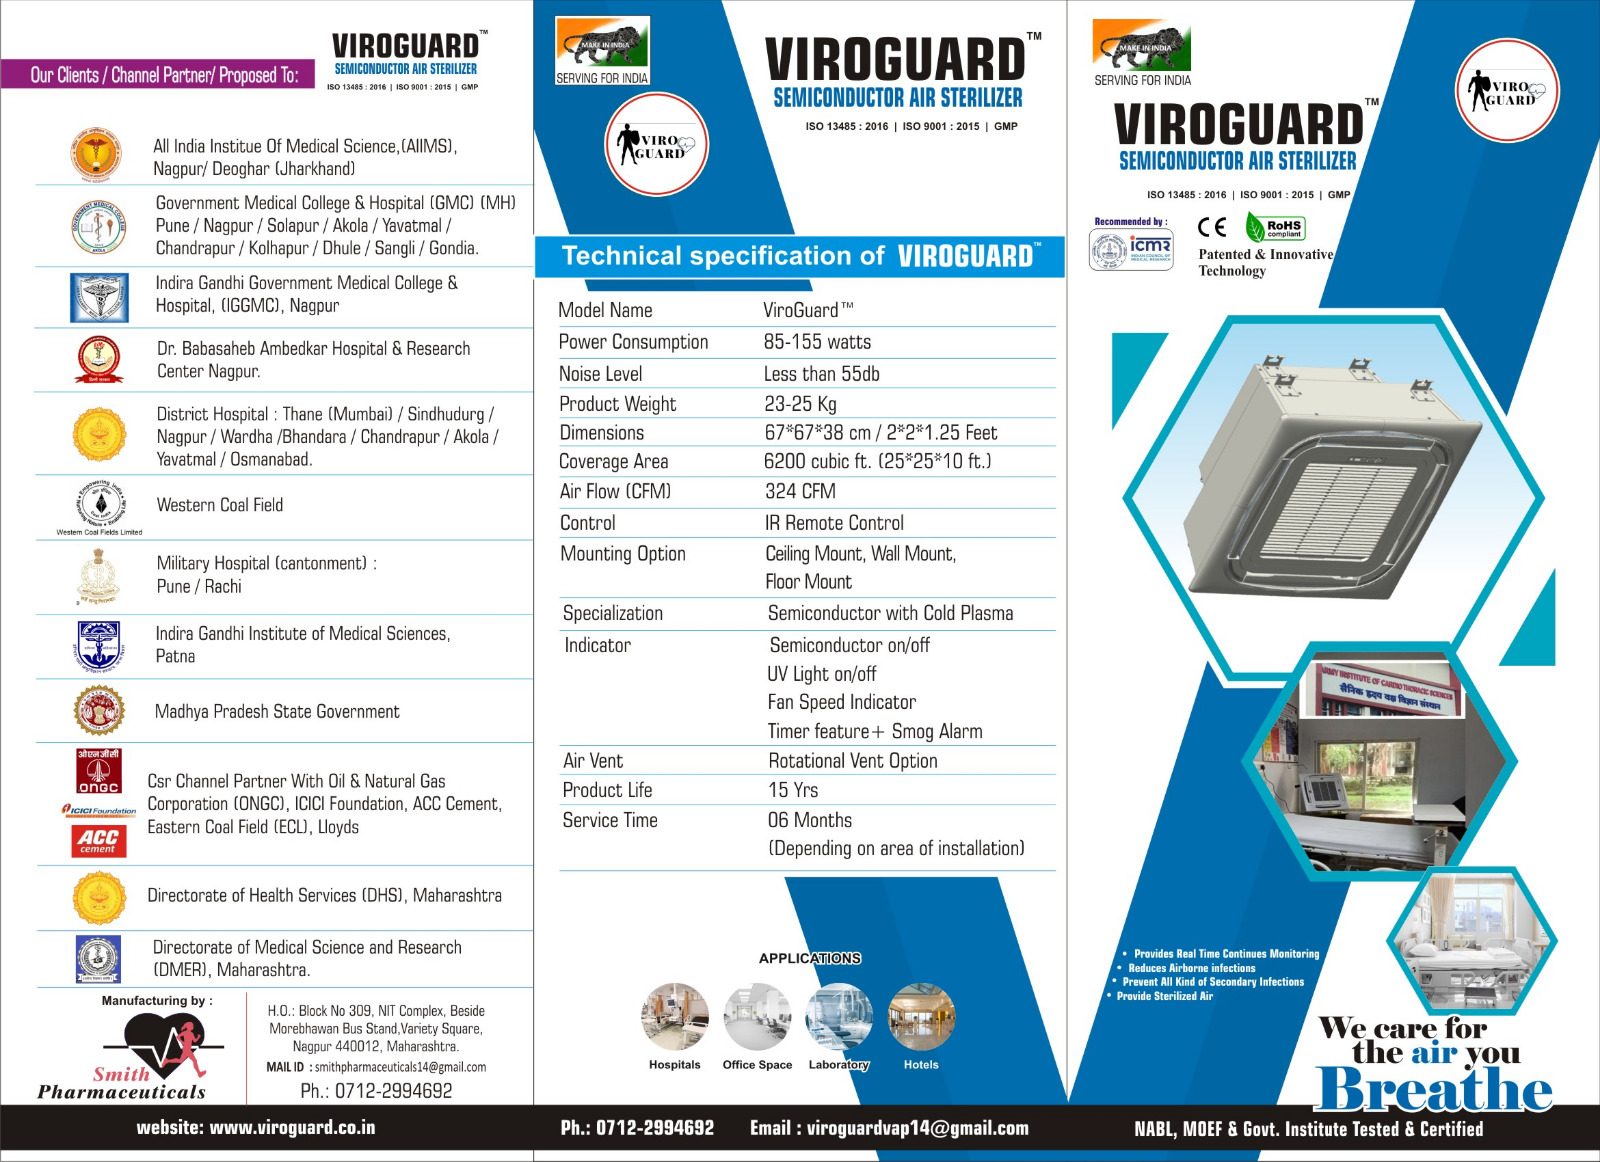 Our Clients / Channel Partner/ Proposed To:
VIROGUARD™
SEMICONDUCTOR AIR STERILIZER
ISO 13485 : 2016 | ISO 9001 : 2015 | GMP
All India Institue Of Medical Science,(AIIMS),
Nagpur/ Deoghar (Jharkhand)
GOVERNMENT MEDICAL COLLEGE
AKOLA
Government Medical College & Hospital (GMC) (MH)
Pune / Nagpur / Solapur / Akola / Yavatmal /
Chandrapur / Kolhapur / Dhule / Sangli / Gondia.
Indira Gandhi Government Medical College &
Hospital, (IGGMC), Nagpur
Dr. Babasaheb Ambedkar Hospital & Research
Center Nagpur.
District Hospital : Thane (Mumbai) / Sindhudurg /
Nagpur / Wardha /Bhandara / Chandrapur / Akola /
Yavatmal / Osmanabad.
Western Coal Fields Limited
Western Coal Field
Military Hospital (cantonment) :
Pune / Rachi
Indira Gandhi Institute of Medical Sciences,
Patna
Madhya Pradesh State Government
ओएनजीसी
ONGC
ICICI Foundation
ACC
cement
Csr Channel Partner With Oil & Natural Gas
Corporation (ONGC), ICICI Foundation, ACC Cement,
Eastern Coal Field (ECL), Lloyds
Directorate of Health Services (DHS), Maharashtra
Directorate of Medical Science and Research
(DMER), Maharashtra.
Manufacturing by :
Smith
Pharmaceuticals
H.O.: Block No 309, NIT Complex, Beside
Morebhawan Bus Stand,Variety Square,
Nagpur 440012, Maharashtra.
MAIL ID : smithpharmaceuticals14@gmail.com
Ph.: 0712-2994692
website: www.viroguard.co.in
MAKE IN INDIA
SERVING FOR INDIA
VIRO
GUARD
VIROGUARD™
SEMICONDUCTOR AIR STERILIZER
ISO 13485 : 2016 | ISO 9001 : 2015 | GMP
Technical specification of VIROGUARD™
Model Name ViroGuard™
Power Consumption 85-155 watts
Noise Level Less than 55db
Product Weight 23-25 Kg
Dimensions 67*67*38 cm / 2*2*1.25 Feet
Coverage Area 6200 cubic ft. (25*25*10 ft.)
Air Flow (CFM) 324 CFM
Control IR Remote Control
Mounting Option Ceiling Mount, Wall Mount,
Floor Mount
Specialization Semiconductor with Cold Plasma
Indicator Semiconductor on/off
UV Light on/off
Fan Speed Indicator
Timer feature+ Smog Alarm
Air Vent Rotational Vent Option
Product Life 15 Yrs
Service Time 06 Months
(Depending on area of installation)
APPLICATIONS
Hospitals Office Space Laboratory Hotels
Ph.: 0712-2994692 Email : viroguardvap14@gmail.com
MAKE IN INDIA
SERVING FOR INDIA
VIRO
GUARD
VIROGUARD™
SEMICONDUCTOR AIR STERILIZER
ISO 13485 : 2016 | ISO 9001 : 2015 | GMP
Recommended by :
icmr
INDIAN COUNCIL OF
MEDICAL RESEARCH
CE
RoHS
compliant
Patented & Innovative
Technology
ARMY INSTITUTE OF CARDIO THORACIC SCIENCES
सैनिक हृदय वक्ष विज्ञान संस्थान
• Provides Real Time Continues Monitoring
• Reduces Airborne infections
• Prevent All Kind of Secondary Infections
• Provide Sterilized Air
We care for
the air you
Breathe
NABL, MOEF & Govt. Institute Tested & Certified